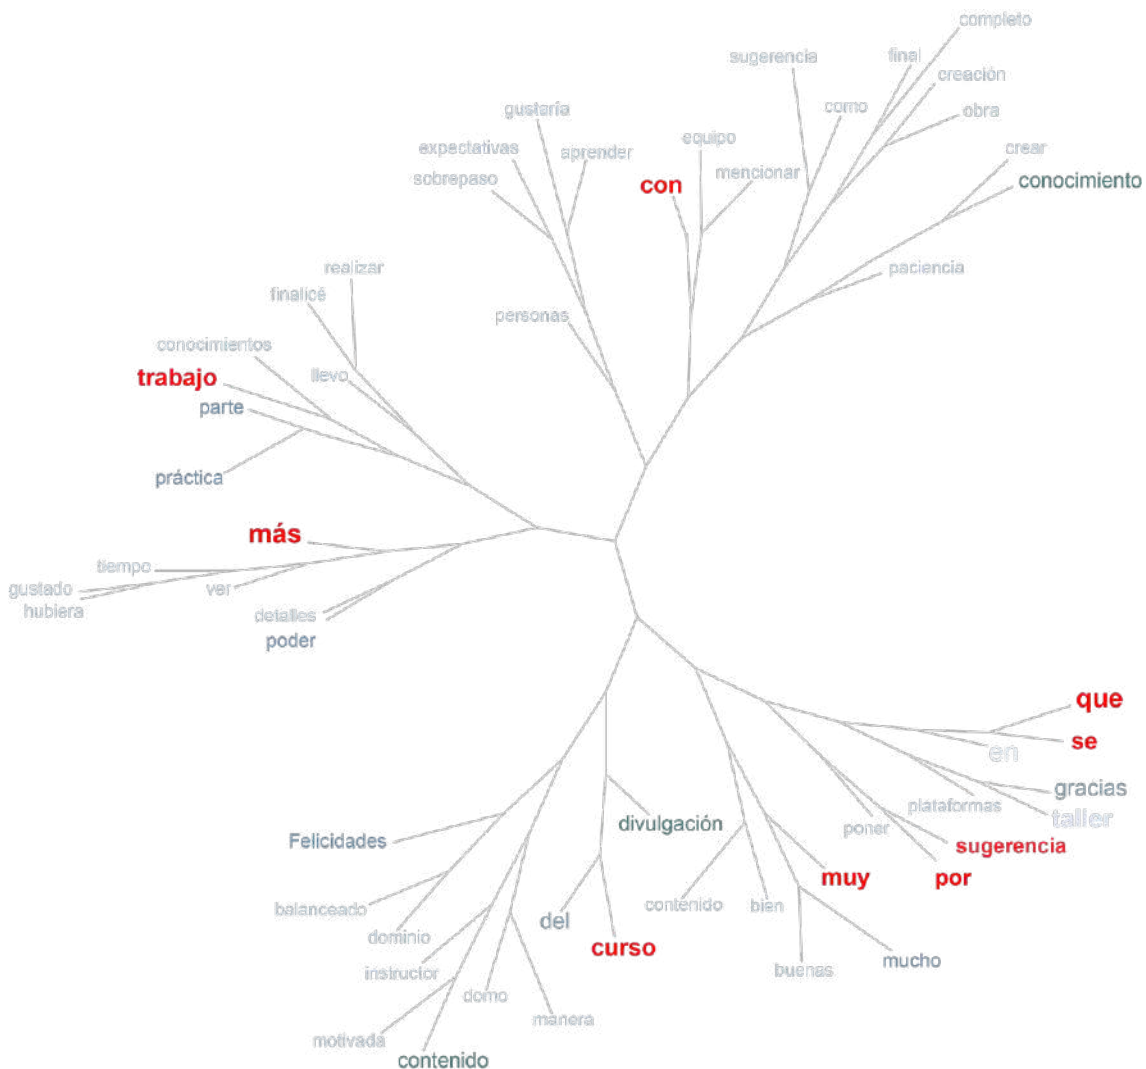 completo
final
sugerencia
creación
gustaría
como
obra
equipo
expectativas
aprender
crear
mencionar
sobrepaso
con
conocimiento
realizar
paciencia
finalicé
personas
conocimientos
llevo
trabajo
parte
práctica
más
tiempo
gustado
ver
hubiera
detalles
poder
que
se
en
gracias
plataformas
taller
divulgación
poner
Felicidades
sugerencia
muy
por
contenido
bien
balanceado
del
dominio
curso
mucho
instructor
buenas
domo
manera
motivada
contenido